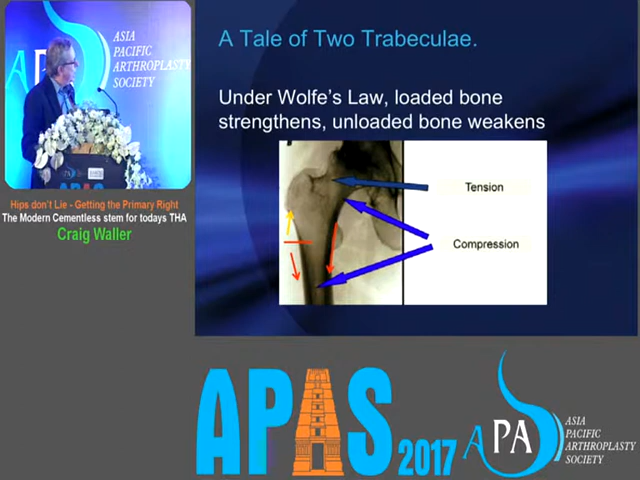 ASIA
PACIFIC
ARTHROPLASTY
SOCIETY
AP
APAS
Hips don't Lie - Getting the Primary Right
The Modern Cementless stem for todays THA
Craig Waller
A Tale of Two Trabeculae.
Under Wolfe's Law, loaded bone
strengthens, unloaded bone weakens
Tension
Compression
APAS 2017
APA
ASIA
PACIFIC
ARTHROPLASTY
SOCIETY